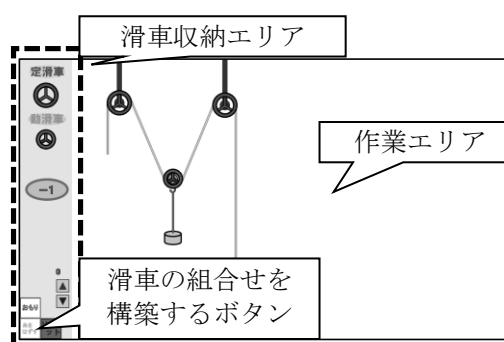 滑車収納エリア
定滑車
動滑車
作業エリア
−1
0
滑車の組合せを
構築するボタン
おもり